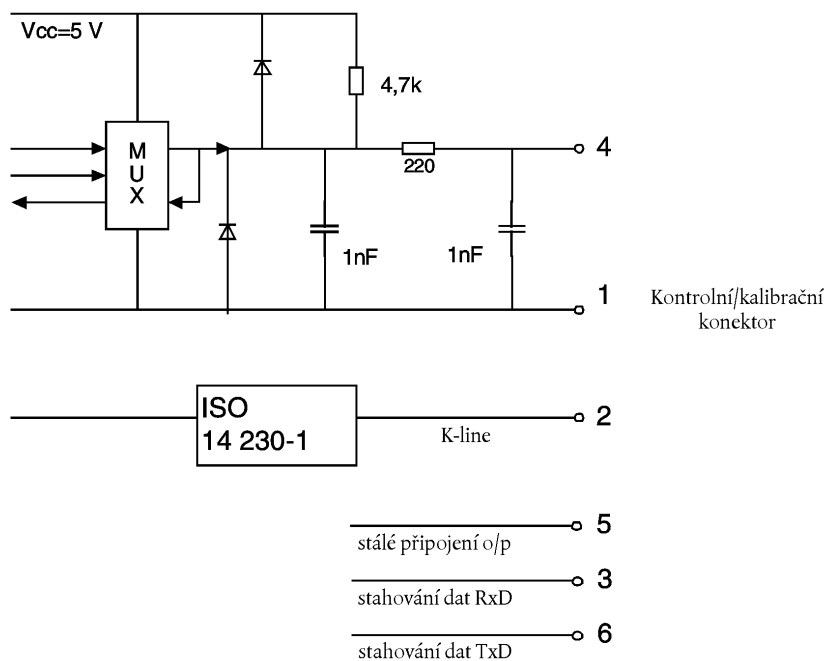 Vcc=5 V
4,7k
M
U
X
220
4
1nF
1nF
1
Kontrolní/kalibrační
konektor
ISO
14 230-1
2
K-line
5
stálé připojení o/p
3
stahování dat RxD
6
stahování dat TxD